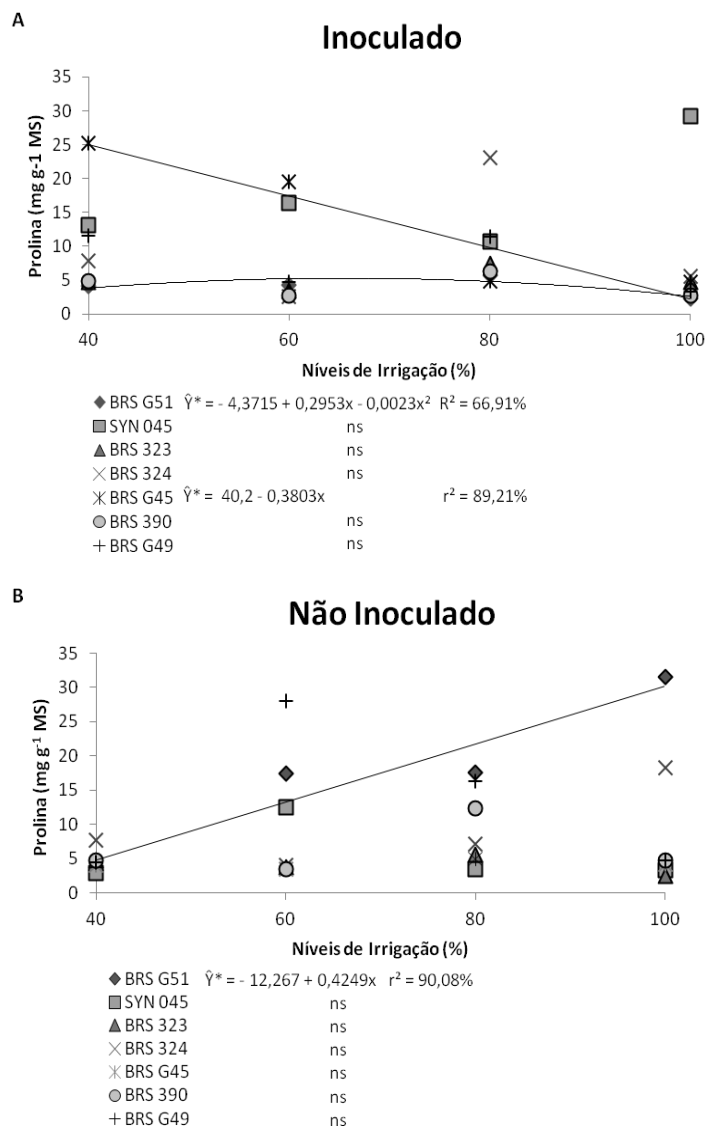 A
Inoculado
Prolina (mg g-1 MS)
35
30
25
20
15
10
5
0
40 60 80 100
Níveis de Irrigação (%)
BRS G51 Ŷ* = - 4,3715 + 0,2953x - 0,0023x² R² = 66,91%
SYN 045 ns
BRS 323 ns
BRS 324 ns
BRS G45 Ŷ* = 40,2 - 0,3803x r² = 89,21%
BRS 390 ns
BRS G49 ns
B
Não Inoculado
Prolina (mg g⁻¹ MS)
35
30
25
20
15
10
5
0
40 60 80 100
Níveis de Irrigação (%)
BRS G51 Ŷ* = - 12,267 + 0,4249x r² = 90,08%
SYN 045 ns
BRS 323 ns
BRS 324 ns
BRS G45 ns
BRS 390 ns
BRS G49 ns